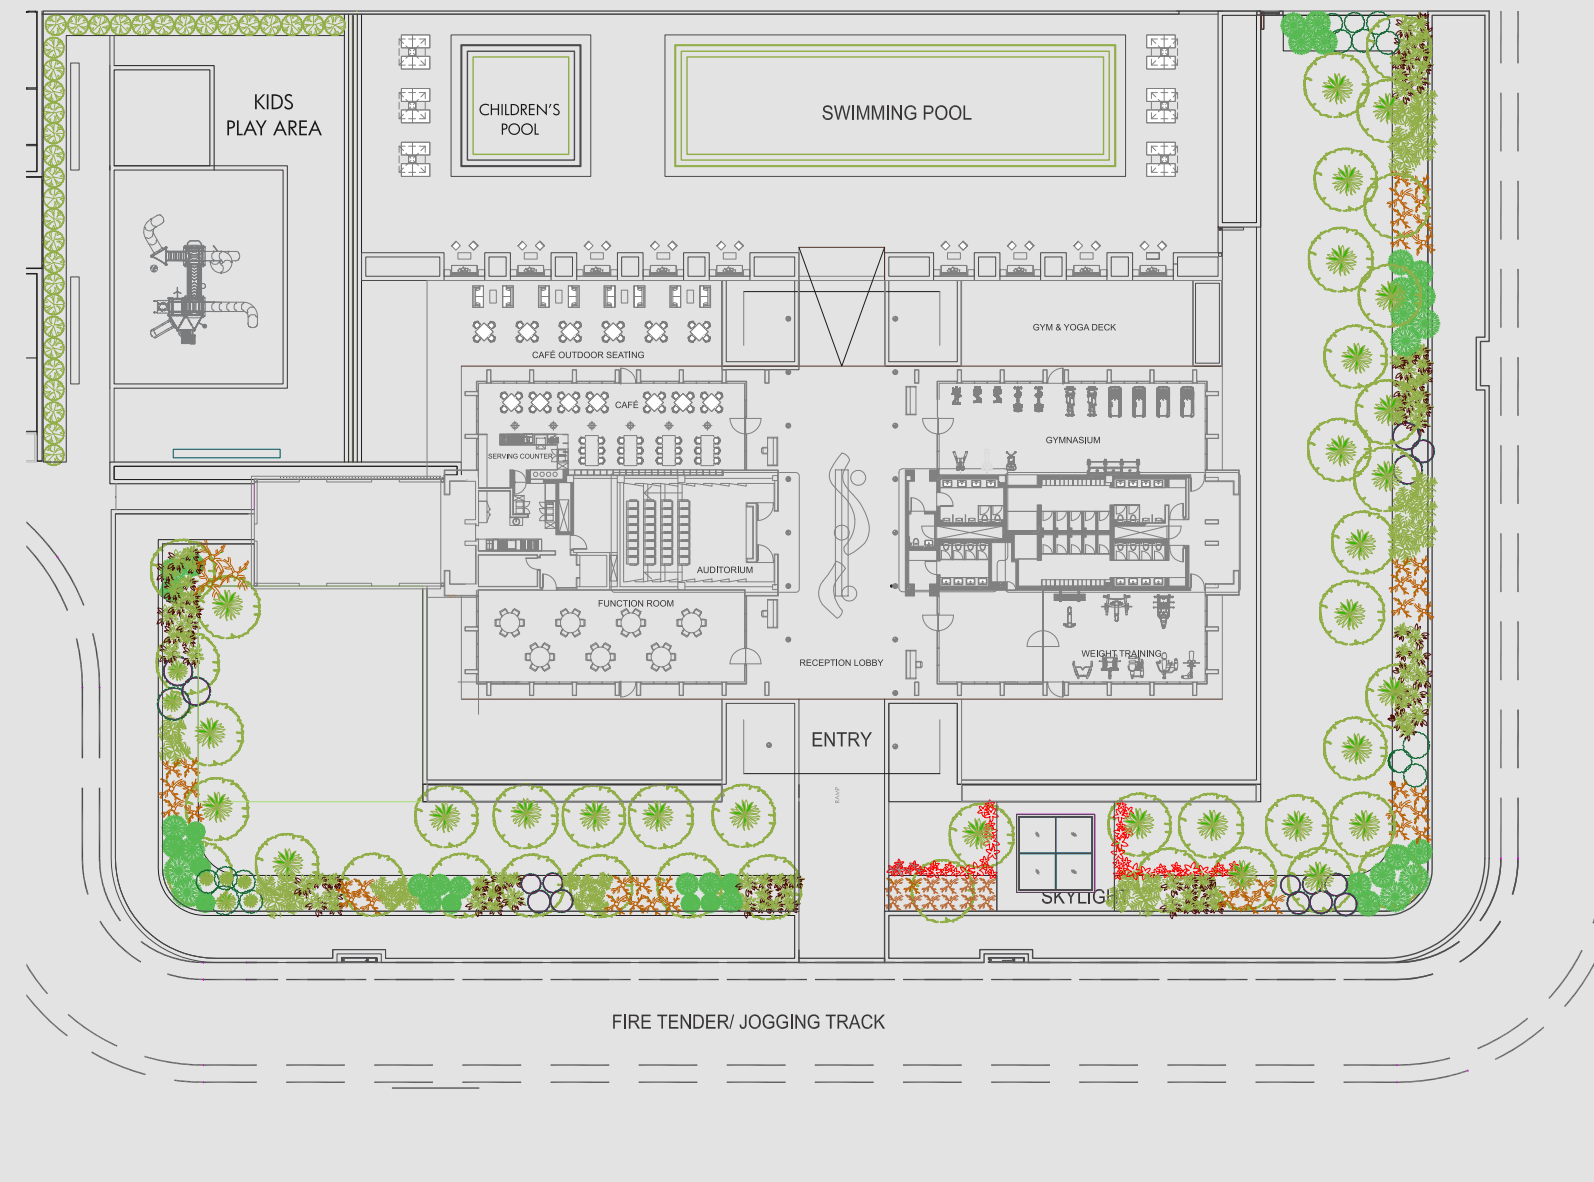 KIDS
PLAY AREA
CHILDREN'S
POOL
SWIMMING POOL
CAFÉ OUTDOOR SEATING
GYM & YOGA DECK
CAFÉ
SERVING COUNTER
GYMNASIUM
AUDITORIUM
FUNCTION ROOM
RECEPTION LOBBY
WEIGHT TRAINING
ENTRY
RAMP
SKYLIG
FIRE TENDER/ JOGGING TRACK